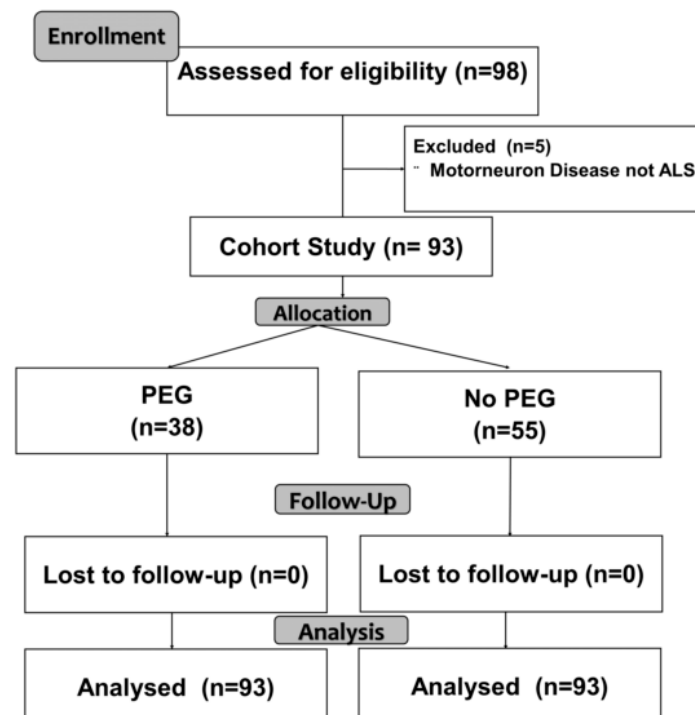 Enrollment
Assessed for eligibility (n=98)
Excluded (n=5)
¨ Motorneuron Disease not ALS
Cohort Study (n= 93)
Allocation
PEG
(n=38)
No PEG
(n=55)
Follow-Up
Lost to follow-up (n=0)
Lost to follow-up (n=0)
Analysis
Analysed (n=93)
Analysed (n=93)